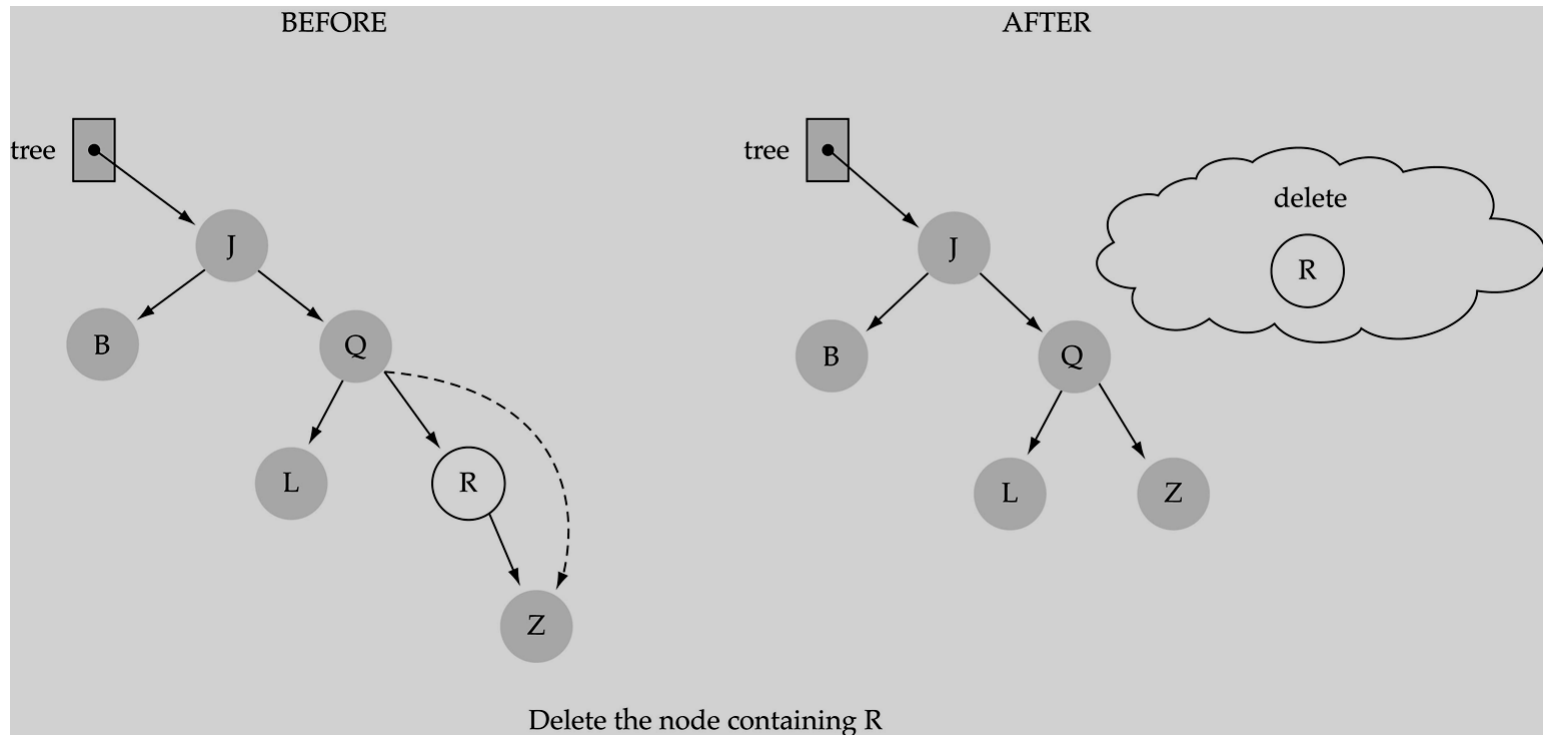 BEFORE
AFTER
tree
J
B
Q
L
R
Z
tree
J
B
Q
L
Z
delete
R
Delete the node containing R